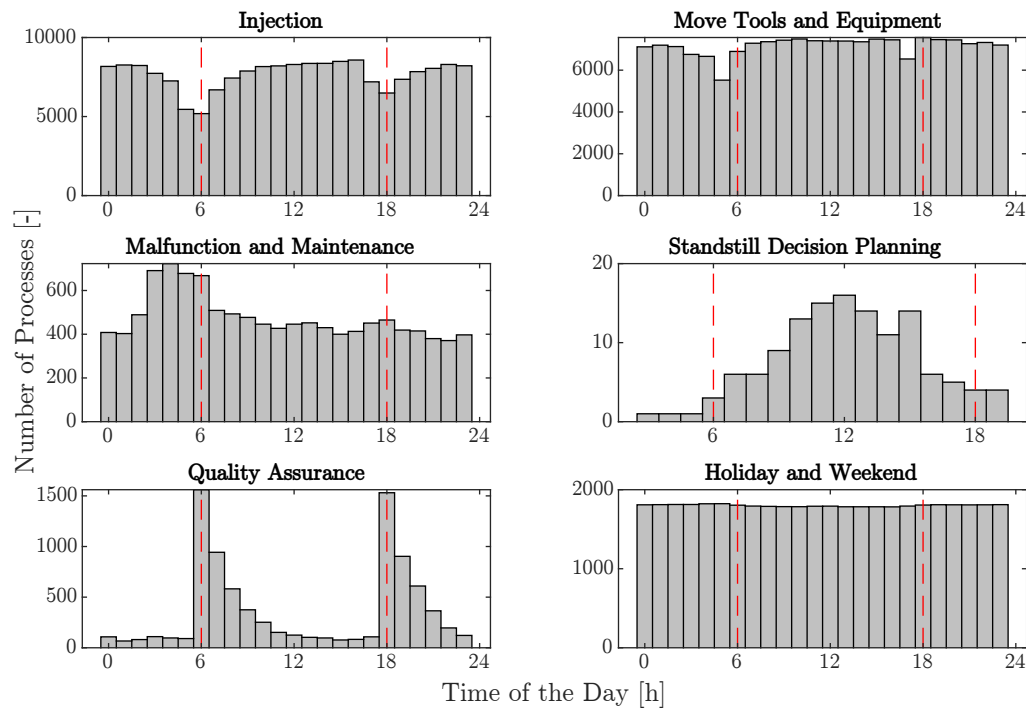 Injection
10000
5000
0
0 6 12 18 24
Move Tools and Equipment
6000
4000
2000
0
0 6 12 18 24
Malfunction and Maintenance
600
400
200
0
0 6 12 18 24
Standstill Decision Planning
20
10
0
6 12 18
Quality Assurance
1500
1000
500
0
0 6 12 18 24
Holiday and Weekend
2000
1000
0
0 6 12 18 24
Number of Processes [-]
Time of the Day [h]